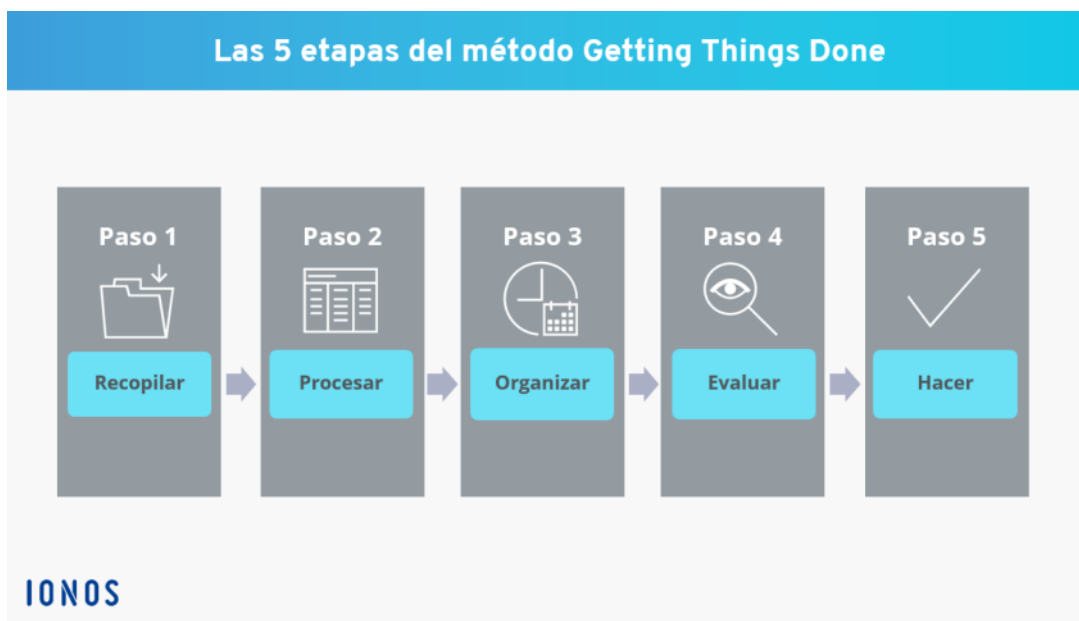 Las 5 etapas del método Getting Things Done
Paso 1
Recopilar
Paso 2
Procesar
Paso 3
Organizar
Paso 4
Evaluar
Paso 5
Hacer
IONOS